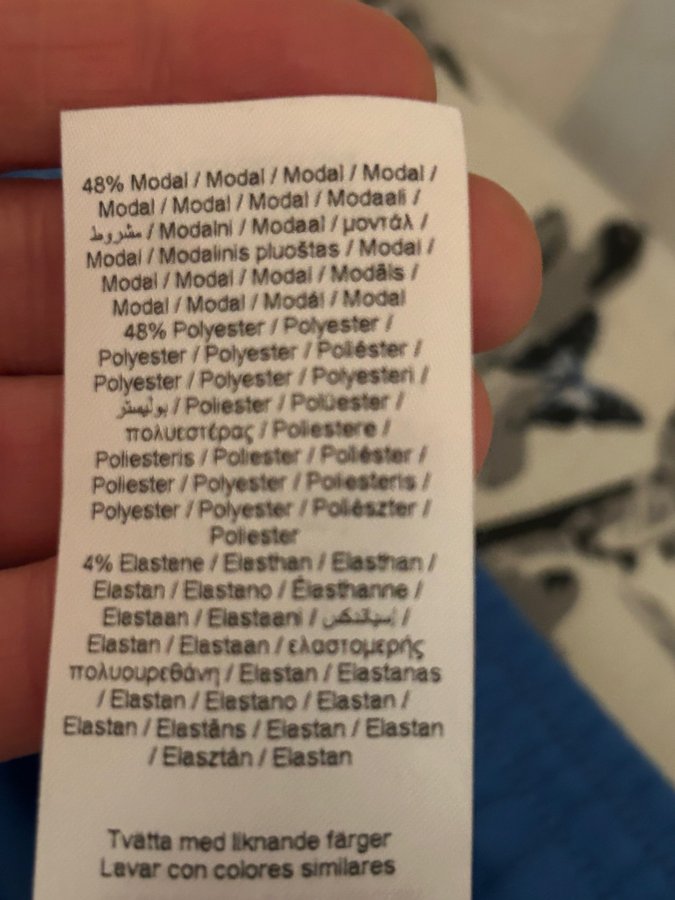 48% Modal / Modal / Modal / Modal /
Modal / Modal / Modal / Modaali /
مشروط / Modalni / Modaal / μοντάλ /
Modal / Modalinis pluoštas / Modal /
Modal / Modal / Modal / Modāls /
Modal / Modal / Modál / Modal
48% Polyester / Polyester /
Polyester / Polyester / Poliéster /
Polyester / Polyester / Polyesteri /
بوليستر / Poliester / Polüester /
πολυεστέρας / Poliestere /
Poliesteris / Poliester / Poliéster /
Poliester / Polyester / Poliesteris /
Polyester / Polyester / Poliészter /
Poliester
4% Elastane / Elasthan / Elasthan /
Elastan / Elastano / Élasthanne /
Elastaan / Elastaani / إسپاندكس /
Elastan / Elastaan / ελαστομερής
πολυουρεθάνη / Elastan / Elastanas
/ Elastan / Elastano / Elastan /
Elastan / Elastāns / Elastan / Elastan
/ Elasztán / Elastan
Tvätta med liknande färger
Lavar con colores similares